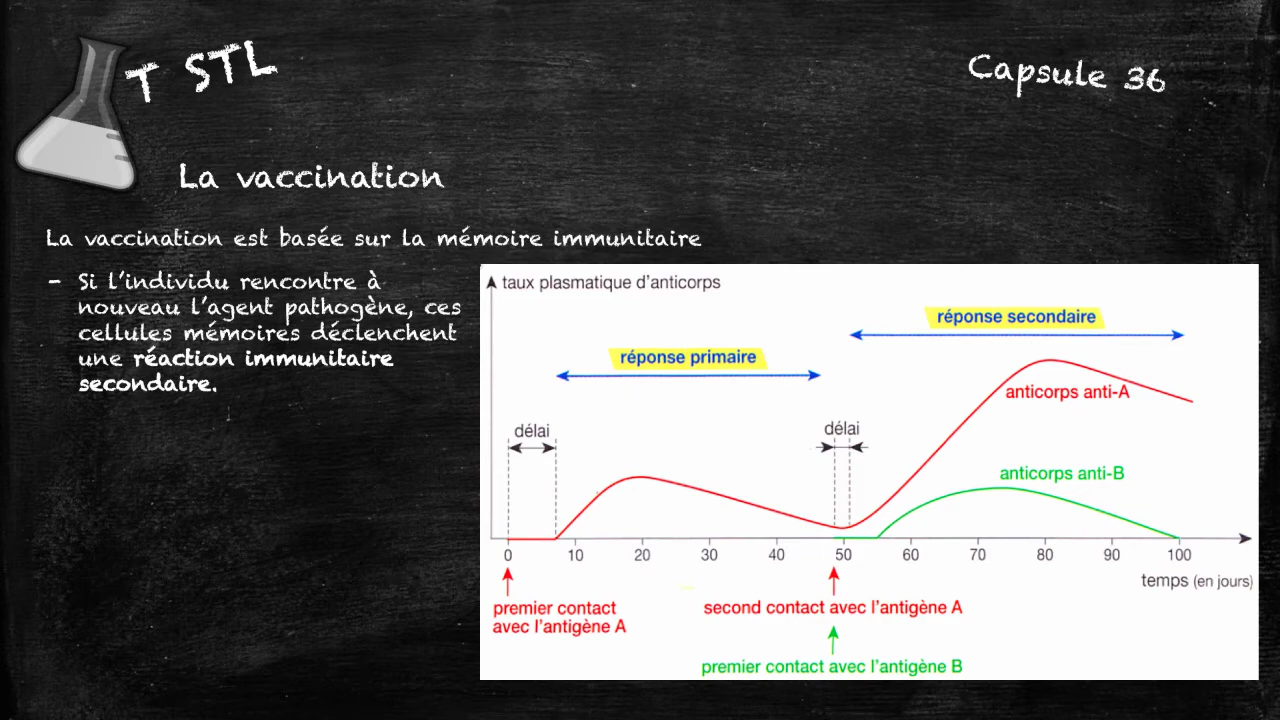 T STL
Capsule 36
La vaccination
La vaccination est basée sur la mémoire immunitaire
- Si l'individu rencontre à
nouveau l'agent pathogène, ces
cellules mémoires déclenchent
une réaction immunitaire
secondaire.
taux plasmatique d'anticorps
réponse secondaire
réponse primaire
anticorps anti-A
délai
délai
anticorps anti-B
0 10 20 30 40 50 60 70 80 90 100
temps (en jours)
premier contact
avec l'antigène A
second contact avec l'antigène A
premier contact avec l'antigène B